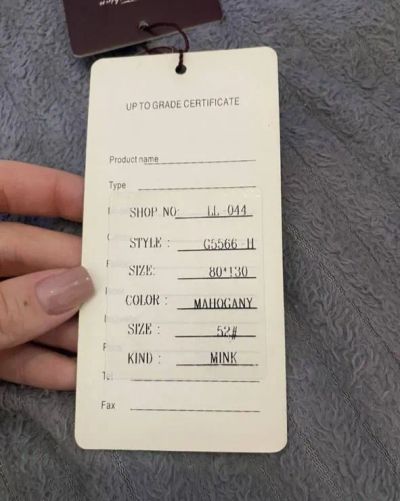 UP TO GRADE CERTIFICATE
Product name
Type
SHOP NO: LL-044
STYLE : G5566-H
SIZE: 80*130
COLOR : MAHOGANY
SIZE : 52#
KIND : MINK
Tel
Fax